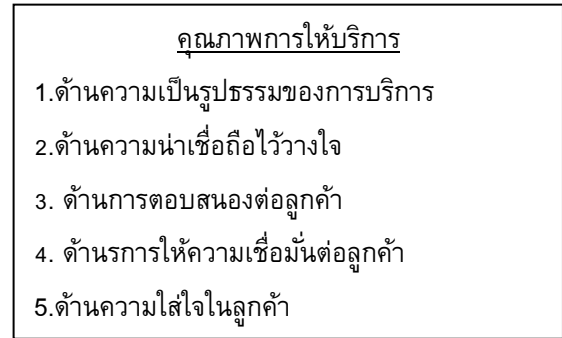 คุณภาพการให้บริการ
1.ด้านความเป็นรูปธรรมของการบริการ
2.ด้านความน่าเชื่อถือไว้วางใจ
3. ด้านการตอบสนองต่อลูกค้า
4. ด้านรการให้ความเชื่อมั่นต่อลูกค้า
5.ด้านความใส่ใจในลูกค้า